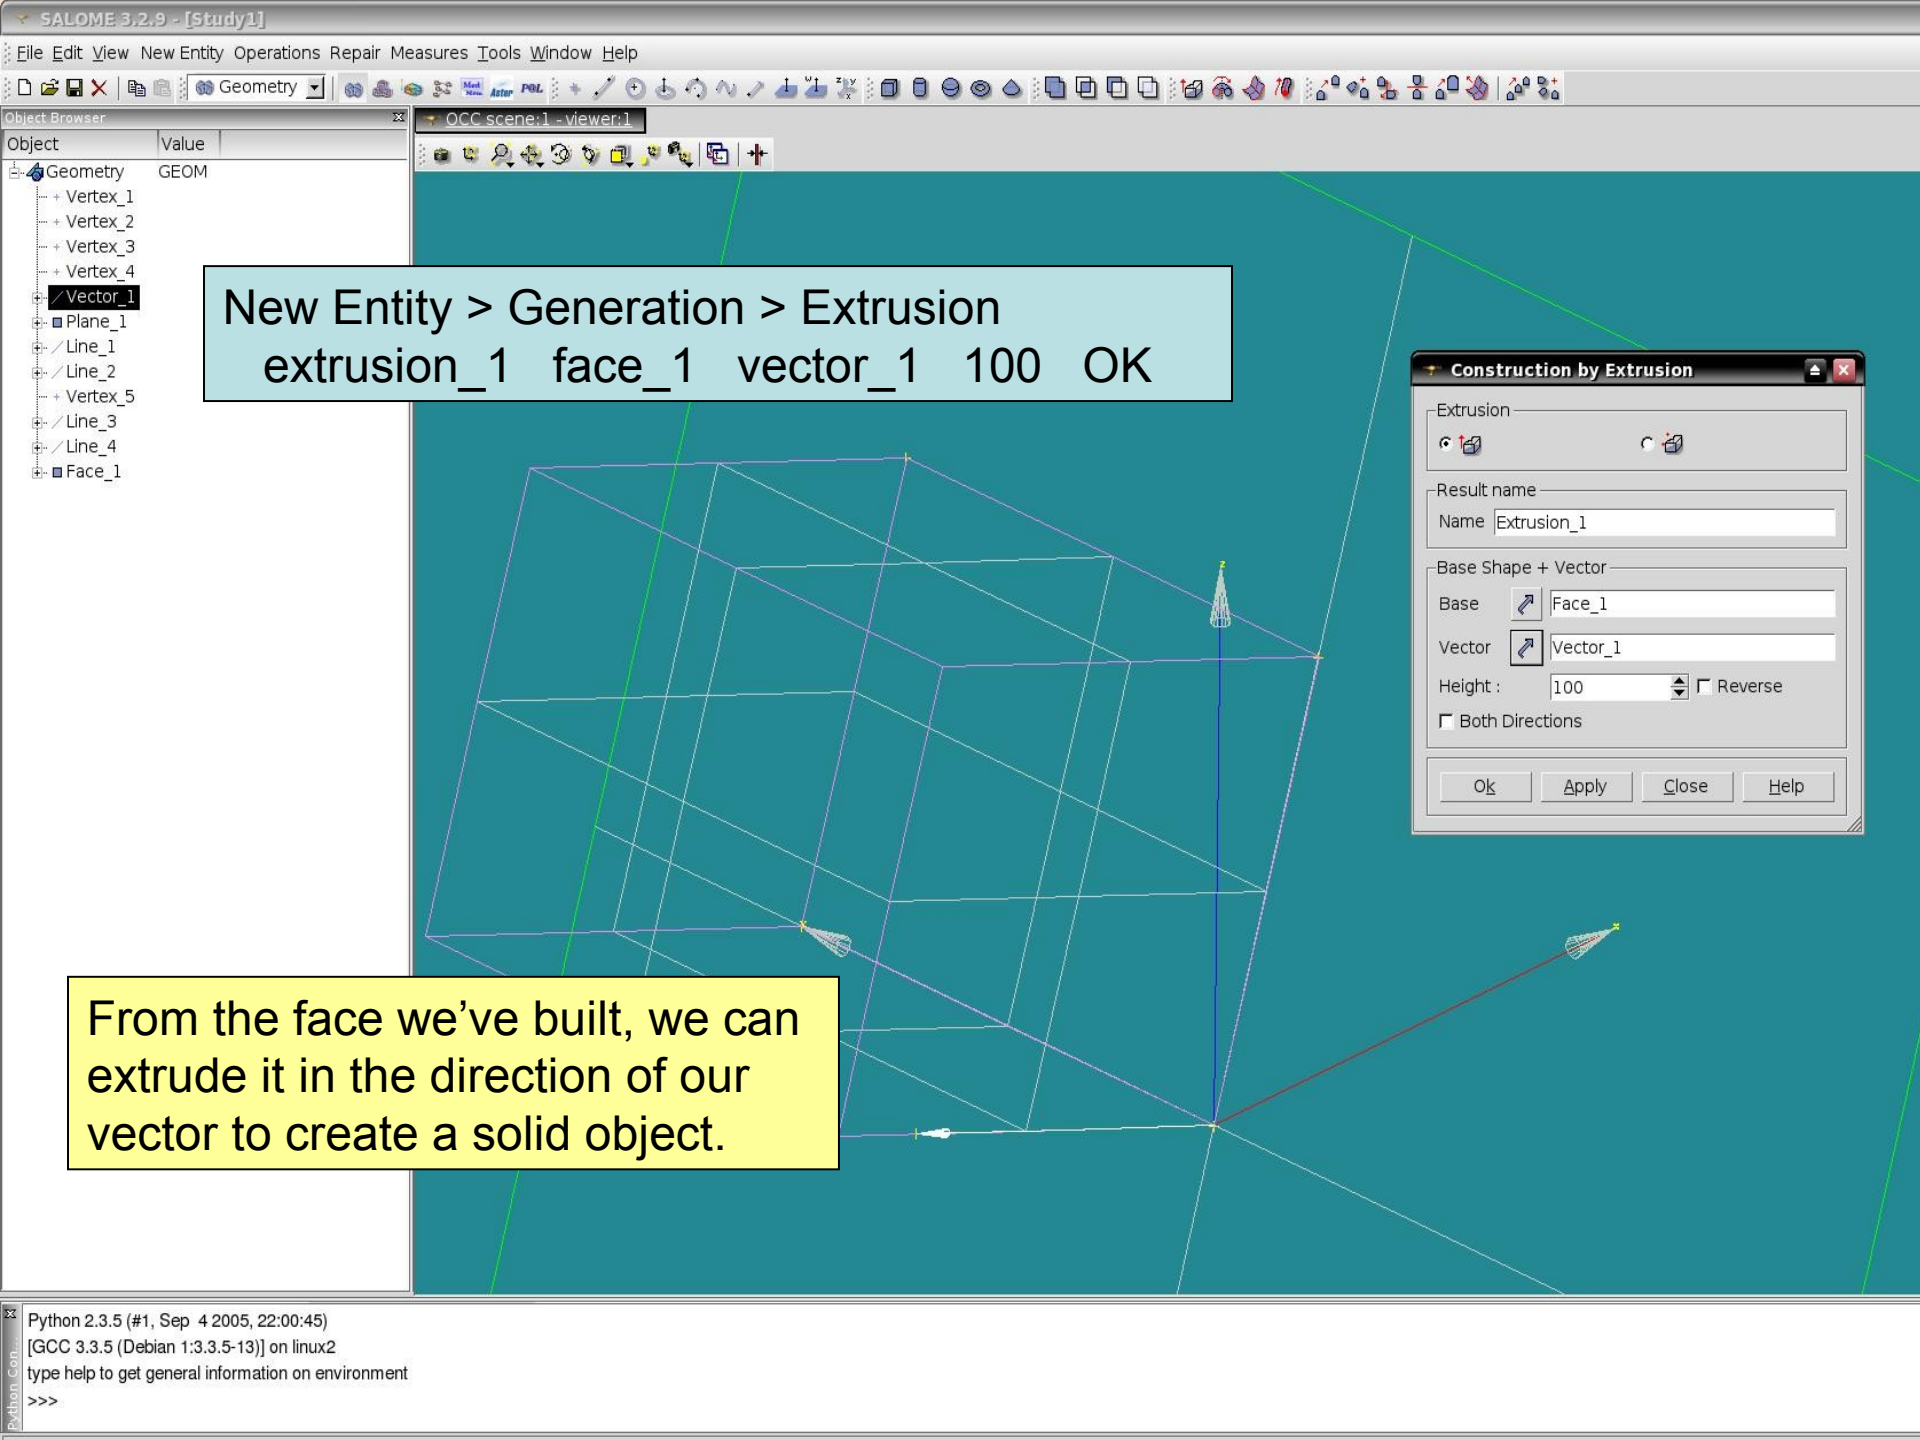 SALOME 3.2.9 - [Study1]
File Edit View New Entity Operations Repair Measures Tools Window Help
Geometry
Med Aster POL
Object Browser
OCC scene:1 - viewer:1
Object Value
Geometry GEOM
Vertex_1
Vertex_2
Vertex_3
Vertex_4
Vector_1
Plane_1
Line_1
Line_2
Vertex_5
Line_3
Line_4
Face_1
New Entity > Generation > Extrusion
extrusion_1 face_1 vector_1 100 OK
Construction by Extrusion
Extrusion
Result name
Name Extrusion_1
Base Shape + Vector
Base Face_1
Vector Vector_1
Height : 100 Reverse
Both Directions
Ok Apply Close Help
From the face we’ve built, we can
extrude it in the direction of our
vector to create a solid object.
Python 2.3.5 (#1, Sep 4 2005, 22:00:45)
[GCC 3.3.5 (Debian 1:3.3.5-13)] on linux2
type help to get general information on environment
>>>
Python Con...